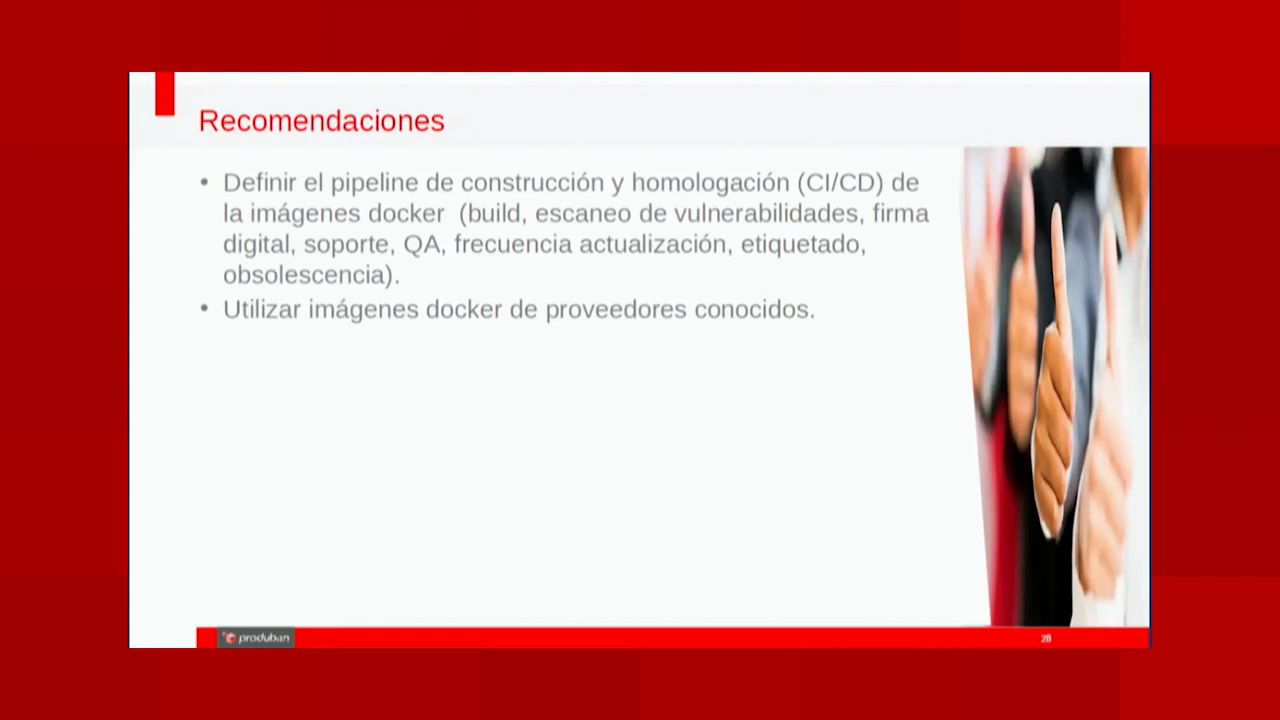 Recomendaciones
• Definir el pipeline de construcción y homologación (CI/CD) de
la imágenes docker (build, escaneo de vulnerabilidades, firma
digital, soporte, QA, frecuencia actualización, etiquetado,
obsolescencia).
• Utilizar imágenes docker de proveedores conocidos.
produban
28